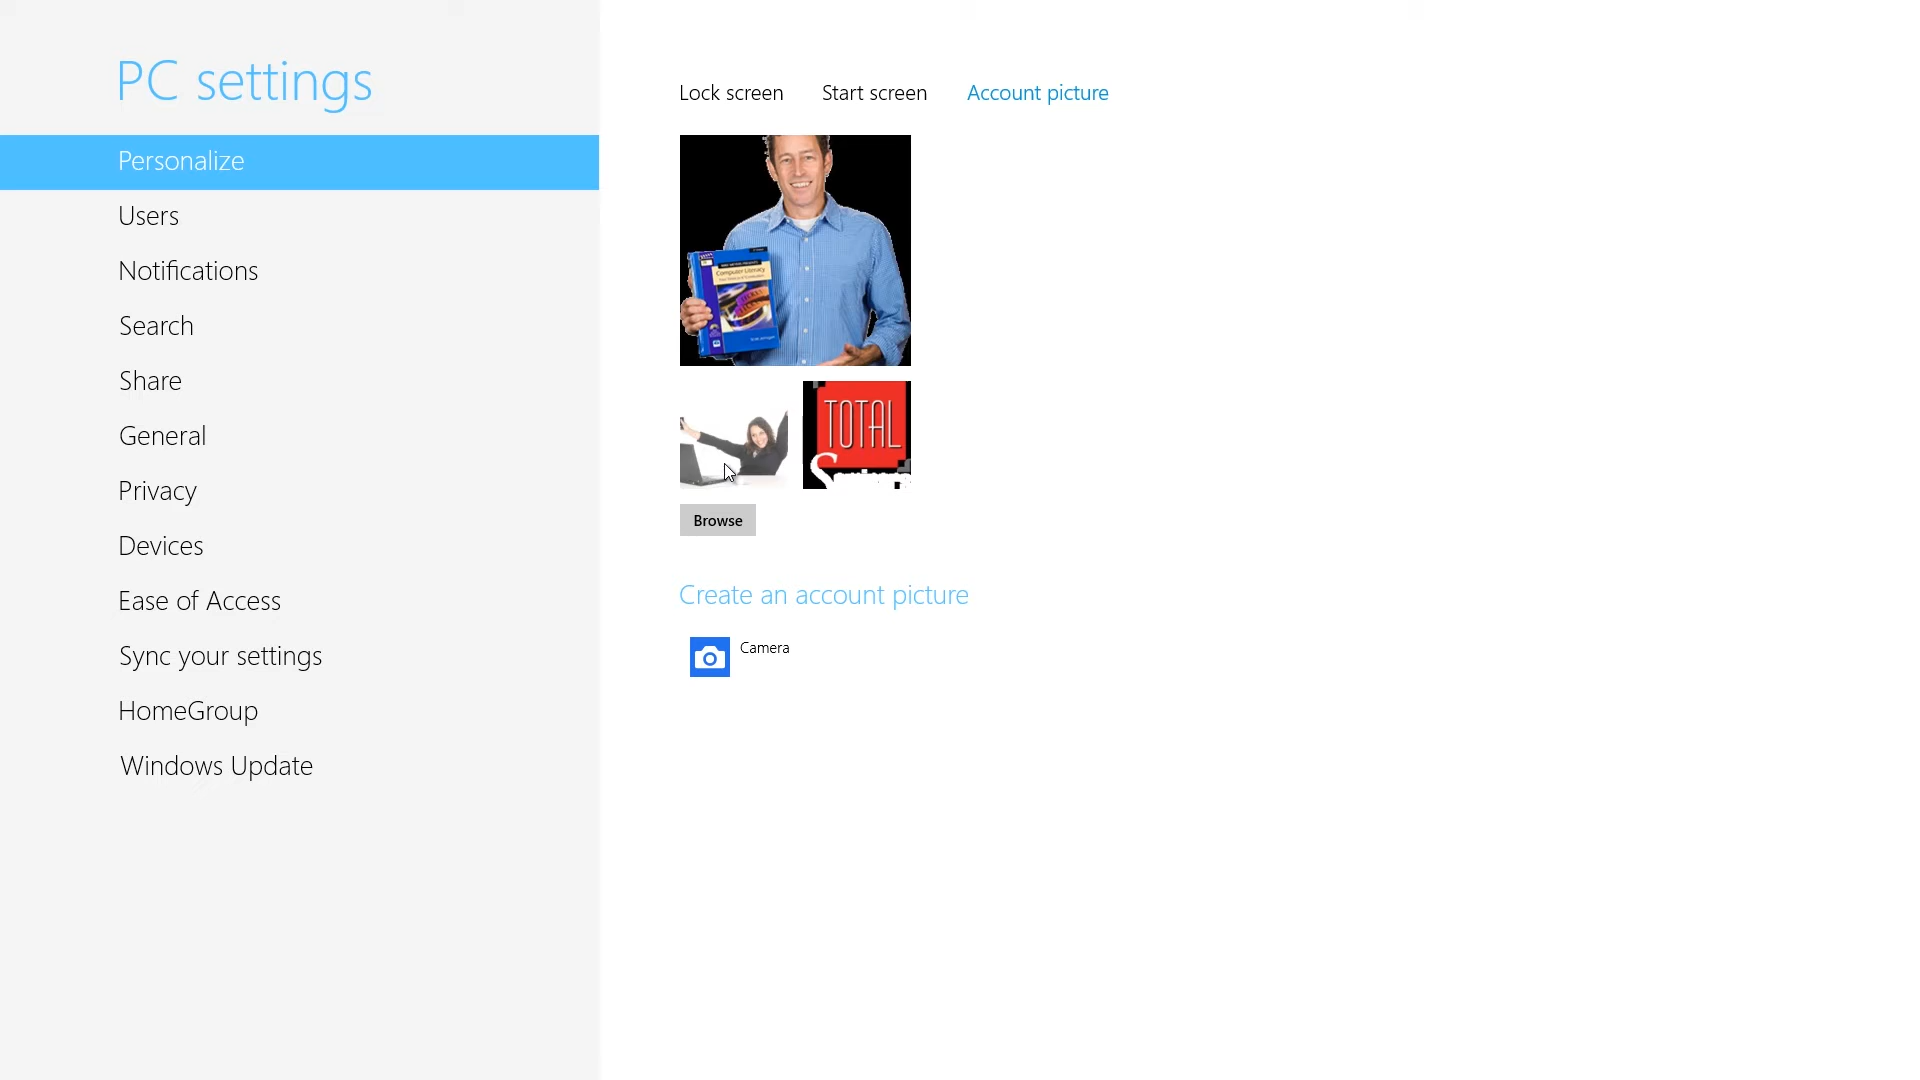 PC settings
Lock screen
Start screen
Account picture
Personalize
Users
Notifications
Search
Share
General
Privacy
Devices
Ease of Access
Sync your settings
HomeGroup
Windows Update
Computer Literacy
TOTAL
Browse
Create an account picture
Camera